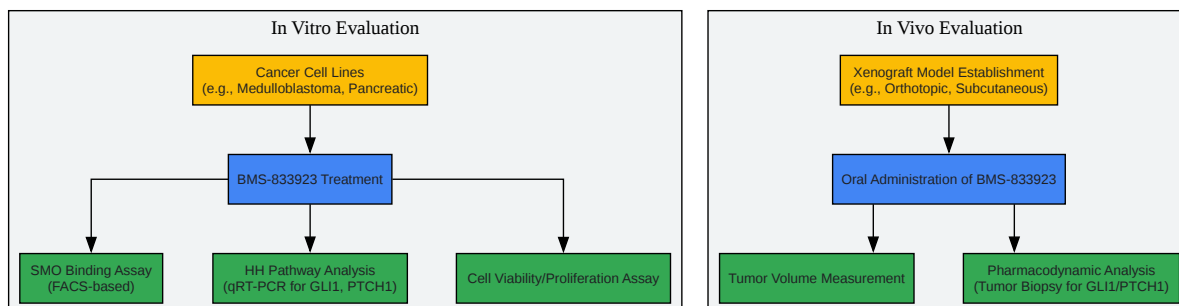 In Vitro Evaluation
Cancer Cell Lines
(e.g., Medulloblastoma, Pancreatic)
BMS-833923 Treatment
SMO Binding Assay
(FACS-based)
HH Pathway Analysis
(qRT-PCR for GLI1, PTCH1)
Cell Viability/Proliferation Assay
In Vivo Evaluation
Xenograft Model Establishment
(e.g., Orthotopic, Subcutaneous)
Oral Administration of BMS-833923
Tumor Volume Measurement
Pharmacodynamic Analysis
(Tumor Biopsy for GLI1/PTCH1)